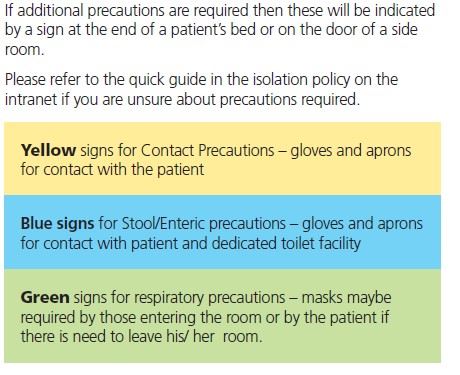 If additional precautions are required then these will be indicated
by a sign at the end of a patient's bed or on the door of a side
room.
Please refer to the quick guide in the isolation policy on the
intranet if you are unsure about precautions required.
Yellow signs for Contact Precautions – gloves and aprons
for contact with the patient
Blue signs for Stool/Enteric precautions – gloves and aprons
for contact with patient and dedicated toilet facility
Green signs for respiratory precautions – masks maybe
required by those entering the room or by the patient if
there is need to leave his/ her  room.